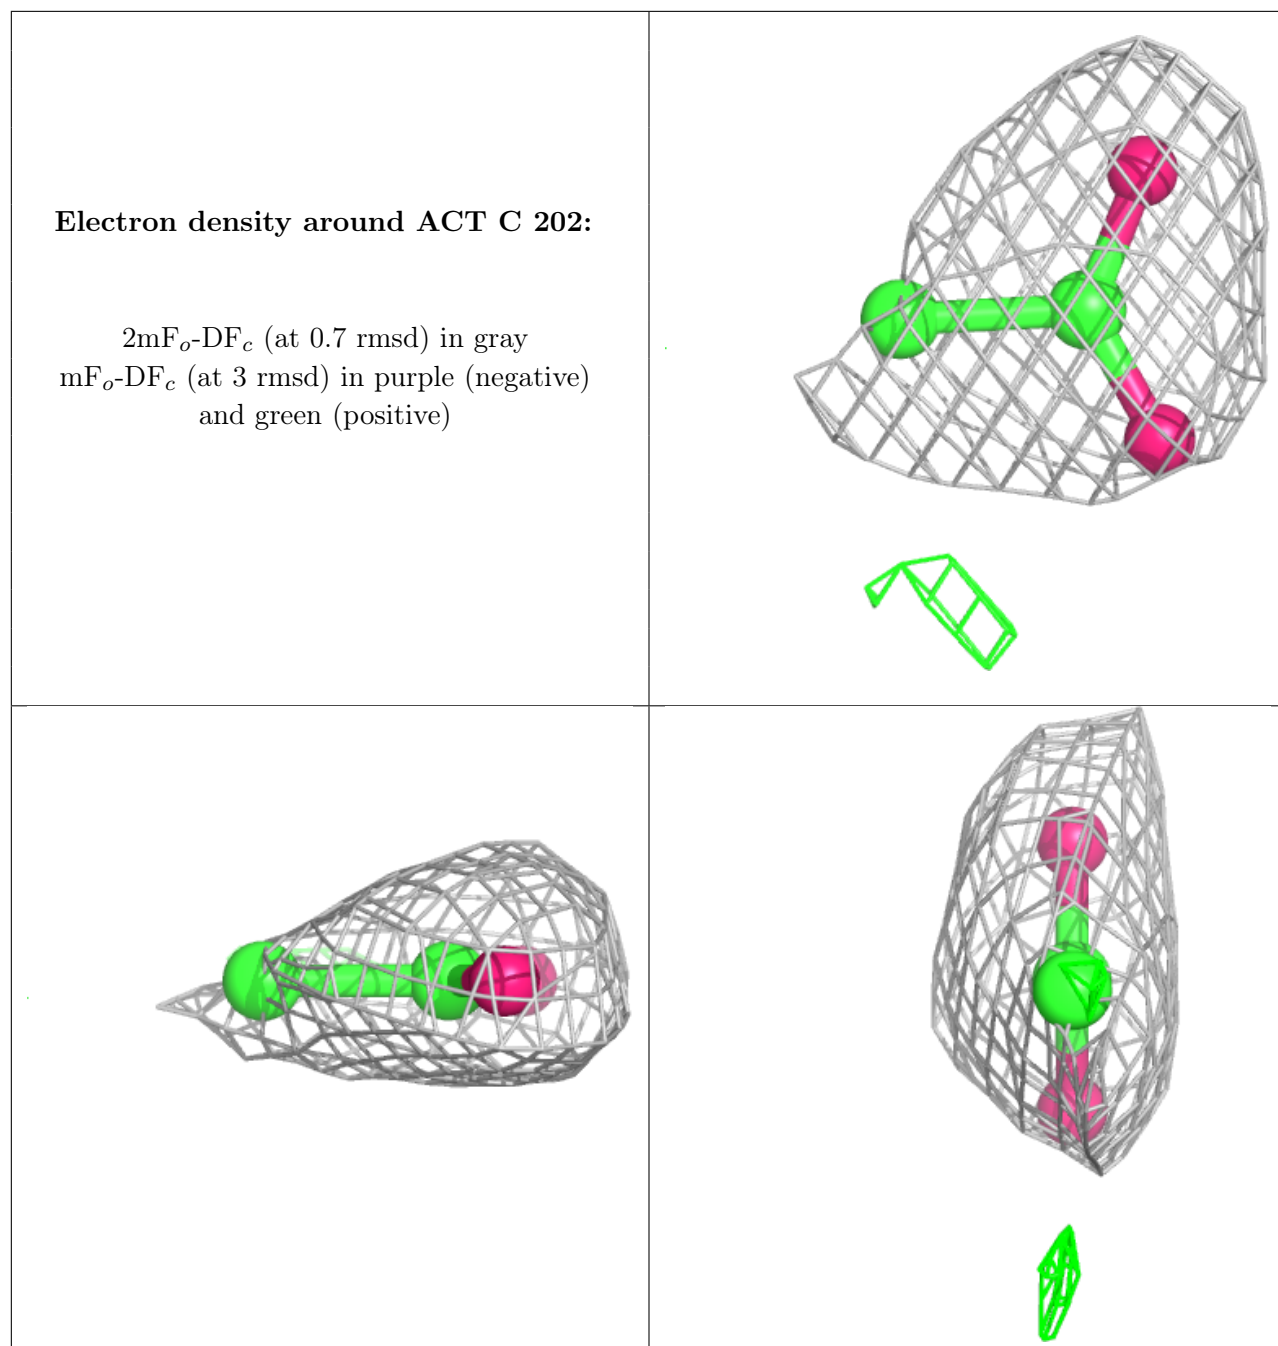 Electron density around ACT C 202:
2mFo-DFc (at 0.7 rmsd) in gray
mFo-DFc (at 3 rmsd) in purple (negative)
and green (positive)